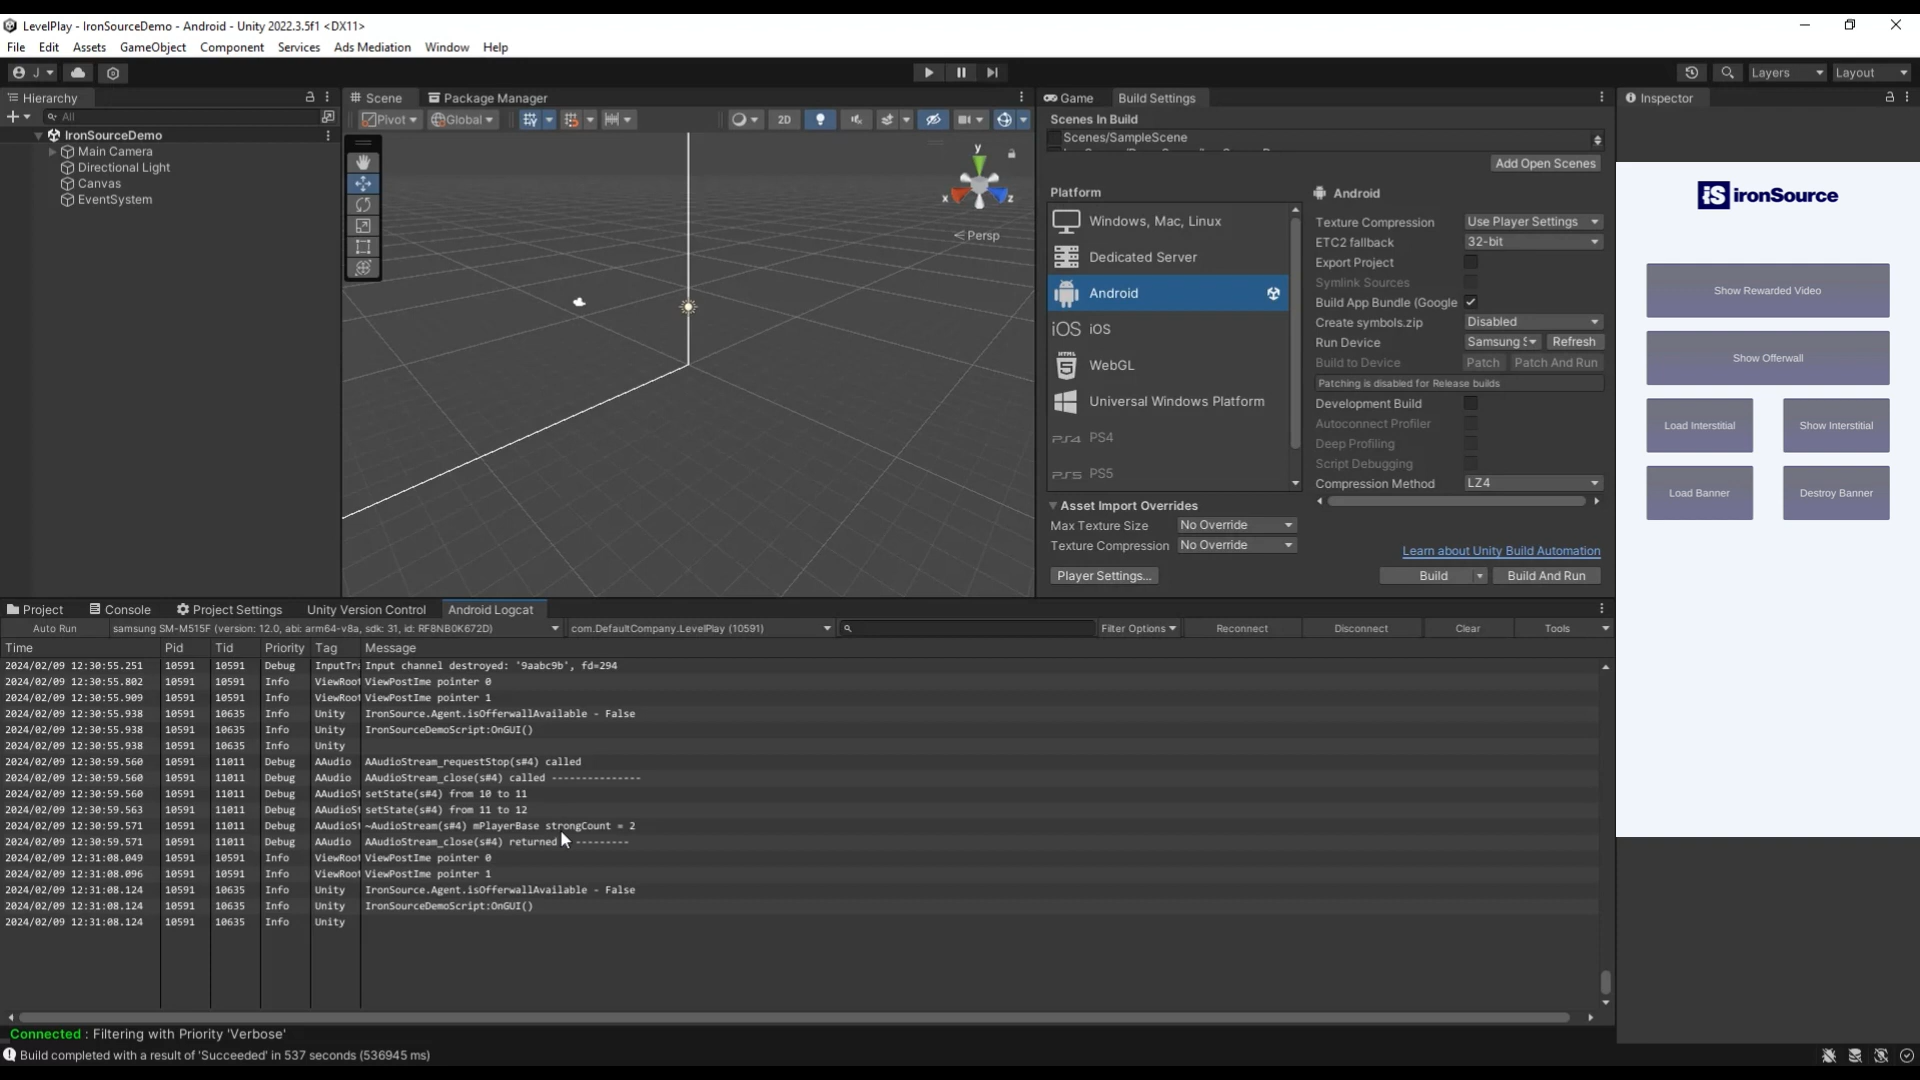 LevelPlay - IronSourceDemo - Android - Unity 2022.3.5f1 <DX11>
File Edit Assets GameObject Component Services Ads Mediation Window Help
J Layers Layout
Hierarchy
All
IronSourceDemo
Main Camera
Directional Light
Canvas
EventSystem
Scene Package Manager
Pivot Global 2D
y
x z
Persp
Game Build Settings
Scenes In Build
Scenes/SampleScene
Add Open Scenes
Platform
Windows, Mac, Linux
Dedicated Server
Android
iOS iOS
HTML 5 WebGL
Universal Windows Platform
PS4 PS4
PS5 PS5
Android
Texture Compression Use Player Settings
ETC2 fallback 32-bit
Export Project
Symlink Sources
Build App Bundle (Google
Create symbols.zip Disabled
Run Device Samsung Refresh
Build to Device Patch Patch And Run
Patching is disabled for Release builds
Development Build
Autoconnect Profiler
Deep Profiling
Script Debugging
Compression Method LZ4
Asset Import Overrides
Max Texture Size No Override
Texture Compression No Override
Learn about Unity Build Automation
Player Settings... Build Build And Run
Inspector
iS ironSource
Show Rewarded Video
Show Offerwall
Load Interstitial Show Interstitial
Load Banner Destroy Banner
Project Console Project Settings Unity Version Control Android Logcat
Auto Run samsung SM-M515F (version: 12.0, abi: arm64-v8a, sdk: 31, id: RF8NB0K672D) com.DefaultCompany.LevelPlay (10591) Filter Options Reconnect Disconnect Clear Tools
Time Pid Tid Priority Tag Message
2024/02/09 12:30:55.251 10591 10591 Debug InputTra Input channel destroyed: '9aabc9b', fd=294
2024/02/09 12:30:55.802 10591 10591 Info ViewRoot ViewPostIme pointer 0
2024/02/09 12:30:55.909 10591 10591 Info ViewRoot ViewPostIme pointer 1
2024/02/09 12:30:55.938 10591 10635 Info Unity IronSource.Agent.isOfferwallAvailable - False
2024/02/09 12:30:55.938 10591 10635 Info Unity IronSourceDemoScript:OnGUI()
2024/02/09 12:30:55.938 10591 10635 Info Unity
2024/02/09 12:30:59.560 10591 11011 Debug AAudio AAudioStream_requestStop(s#4) called
2024/02/09 12:30:59.560 10591 11011 Debug AAudio AAudioStream_close(s#4) called ---------------
2024/02/09 12:30:59.560 10591 11011 Debug AAudioSt setState(s#4) from 10 to 11
2024/02/09 12:30:59.563 10591 11011 Debug AAudioSt setState(s#4) from 11 to 12
2024/02/09 12:30:59.571 10591 11011 Debug AAudioSt ~AudioStream(s#4) mPlayerBase strongCount = 2
2024/02/09 12:30:59.571 10591 11011 Debug AAudio AAudioStream_close(s#4) returned ---------
2024/02/09 12:31:08.049 10591 10591 Info ViewRoot ViewPostIme pointer 0
2024/02/09 12:31:08.096 10591 10591 Info ViewRoot ViewPostIme pointer 1
2024/02/09 12:31:08.124 10591 10635 Info Unity IronSource.Agent.isOfferwallAvailable - False
2024/02/09 12:31:08.124 10591 10635 Info Unity IronSourceDemoScript:OnGUI()
2024/02/09 12:31:08.124 10591 10635 Info Unity
Connected : Filtering with Priority 'Verbose'
Build completed with a result of 'Succeeded' in 537 seconds (536945 ms)